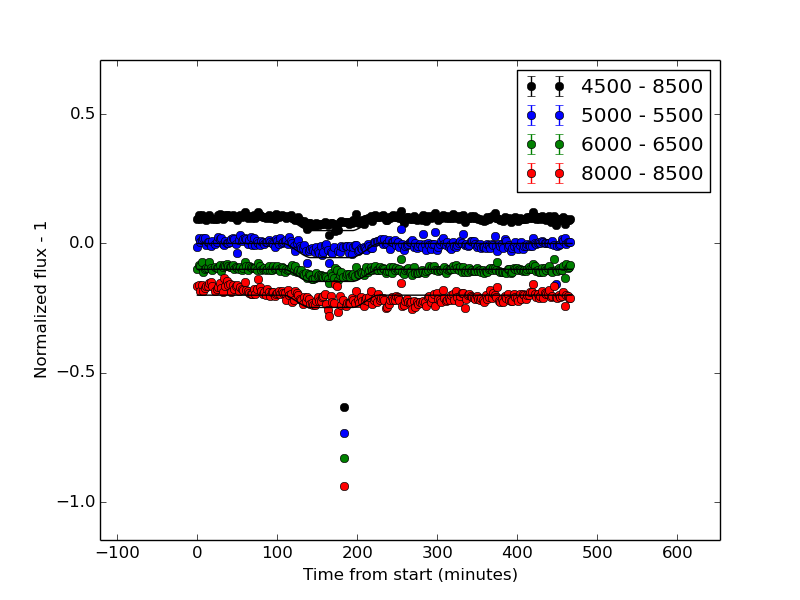 4500 - 8500
5000 - 5500
6000 - 6500
8000 - 8500
0.5
0.0
−0.5
−1.0
Normalized flux - 1
−100 0 100 200 300 400 500 600
Time from start (minutes)